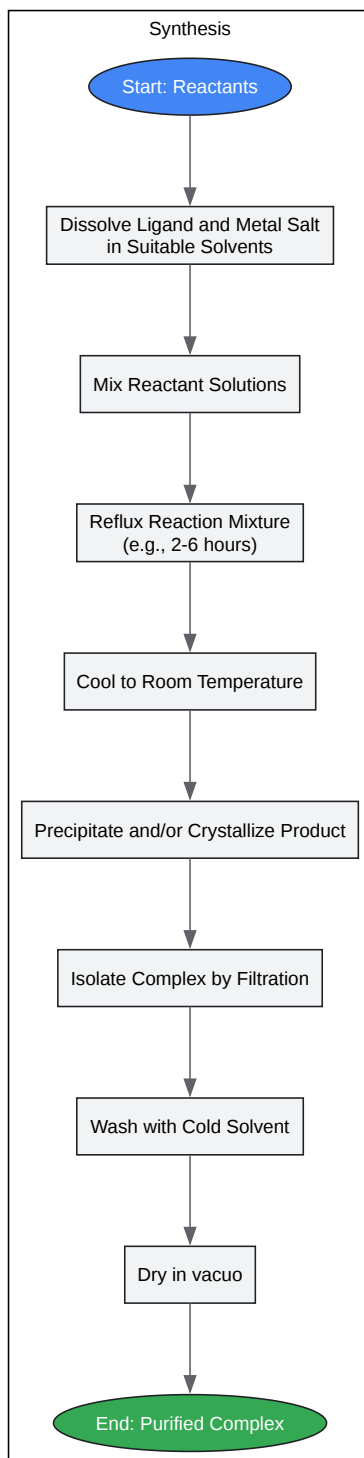 Synthesis
Start: Reactants
Dissolve Ligand and Metal Salt
in Suitable Solvents
Mix Reactant Solutions
Reflux Reaction Mixture
(e.g., 2-6 hours)
Cool to Room Temperature
Precipitate and/or Crystallize Product
Isolate Complex by Filtration
Wash with Cold Solvent
Dry in vacuo
End: Purified Complex